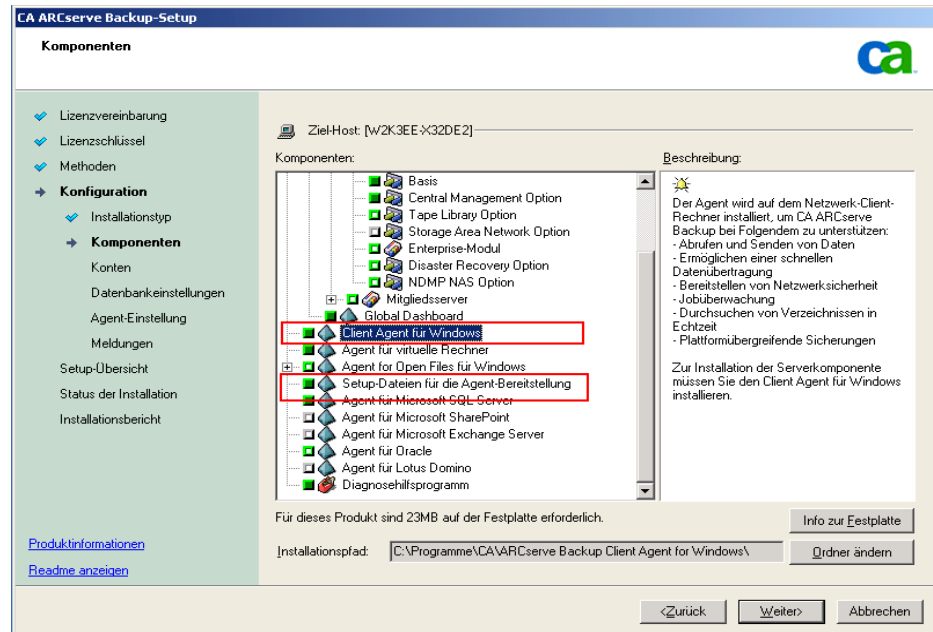 CA ARCserve Backup-Setup
Komponenten
ca
Lizenzvereinbarung
Lizenzschlüssel
Methoden
Konfiguration
Installationstyp
Komponenten
Konten
Datenbankeinstellungen
Agent-Einstellung
Meldungen
Setup-Übersicht
Status der Installation
Installationsbericht
Produktinformationen
Readme anzeigen
Ziel-Host: [W2K3EE-X32DE2]
Komponenten:
Basis
Central Management Option
Tape Library Option
Storage Area Network Option
Enterprise-Modul
Disaster Recovery Option
NDMP NAS Option
Mitgliedsserver
Global Dashboard
Client Agent für Windows
Agent für virtuelle Rechner
Agent for Open Files für Windows
Setup-Dateien für die Agent-Bereitstellung
Agent für Microsoft SQL Server
Agent für Microsoft SharePoint
Agent für Microsoft Exchange Server
Agent für Oracle
Agent für Lotus Domino
Diagnosehilfsprogramm
Beschreibung:
Der Agent wird auf dem Netzwerk-Client-
Rechner installiert, um CA ARCserve
Backup bei Folgendem zu unterstützen:
- Abrufen und Senden von Daten
- Ermöglichen einer schnellen
Datenübertragung
- Bereitstellen von Netzwerksicherheit
- Jobüberwachung
- Durchsuchen von Verzeichnissen in
Echtzeit
- Plattformübergreifende Sicherungen
Zur Installation der Serverkomponente
müssen Sie den Client Agent für Windows
installieren.
Für dieses Produkt sind 23MB auf der Festplatte erforderlich.
Info zur Festplatte
Installationspfad:
C:\Programme\CA\ARCserve Backup Client Agent for Windows\
Ordner ändern
<Zurück
Weiter>
Abbrechen